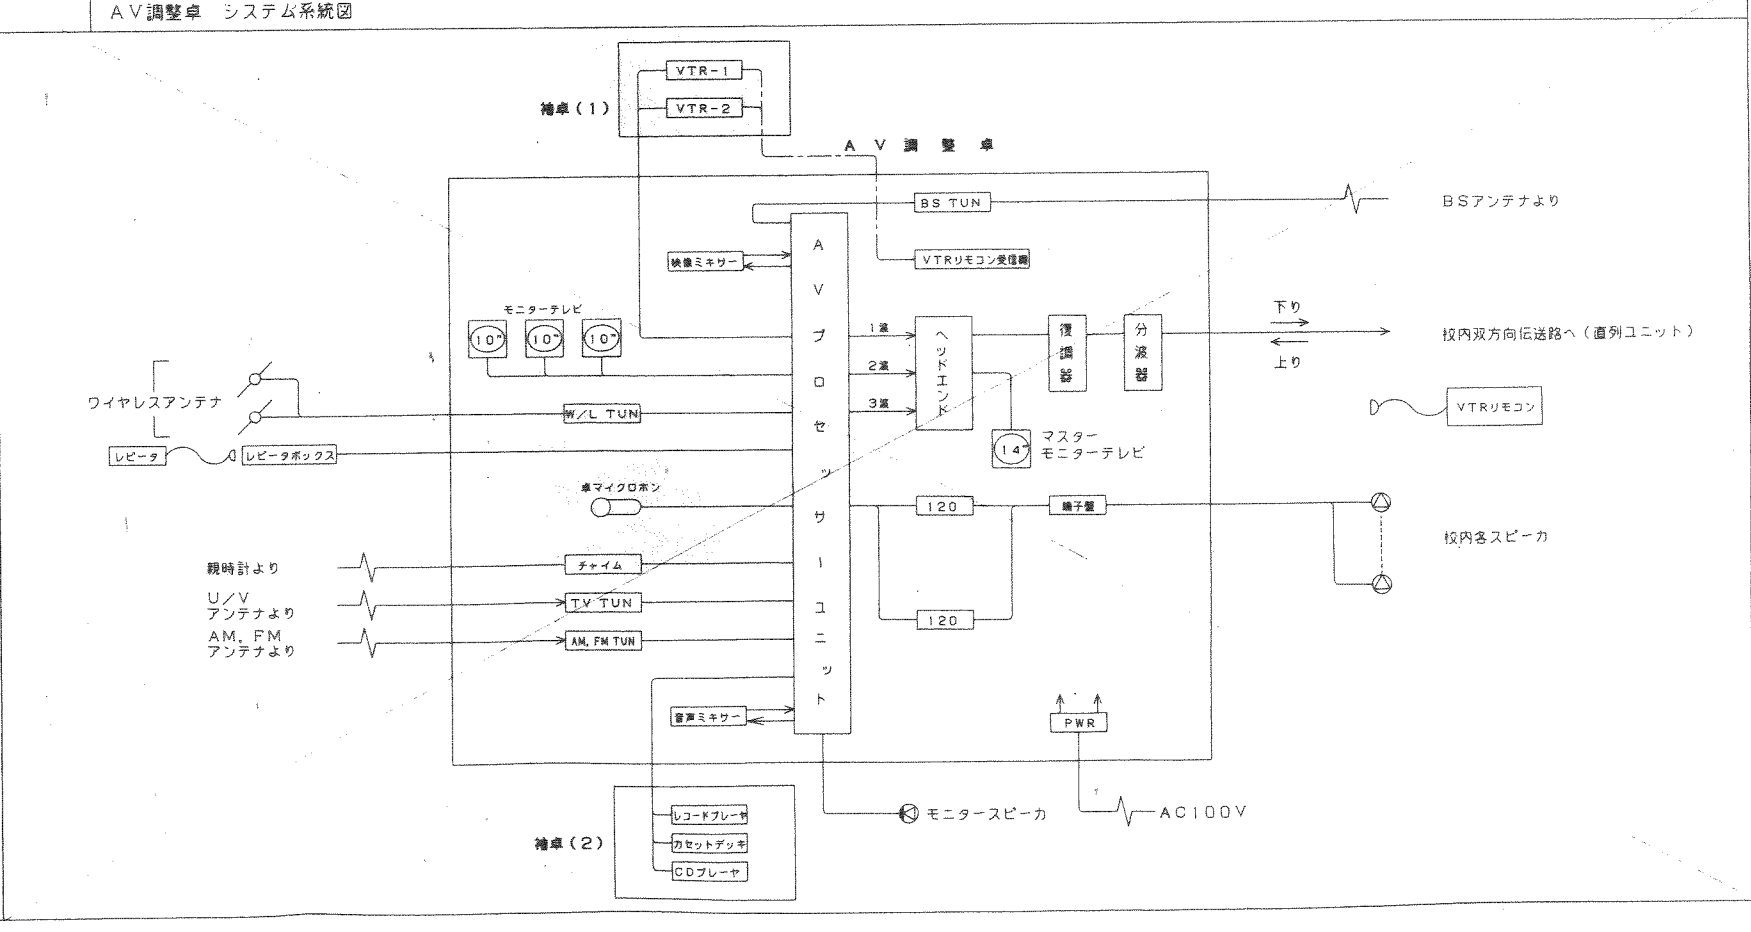 AV調整卓 システム系統図
VTR-1
VTR-2
補卓(1)
AV調整卓
BS TUN
BSアンテナより
映像ミキサー
VTRリモコン受信機
モニターテレビ
10"
10"
10"
AVプロセッサーユニット
1波
2波
3波
ヘッドエンド
復調器
分波器
下り
上り
校内双方向伝送路へ(直列ユニット)
ワイヤレスアンテナ
W/L TUN
VTRリモコン
レピータ
レピータボックス
14"
マスター
モニターテレビ
卓マイクロホン
120
端子盤
校内各スピーカ
親時計より
チャイム
U/V
アンテナより
TV TUN
120
AM, FM
アンテナより
AM, FM TUN
音声ミキサー
PWR
レコードプレーヤ
カセットデッキ
CDプレーヤ
補卓(2)
モニタースピーカ
AC100V